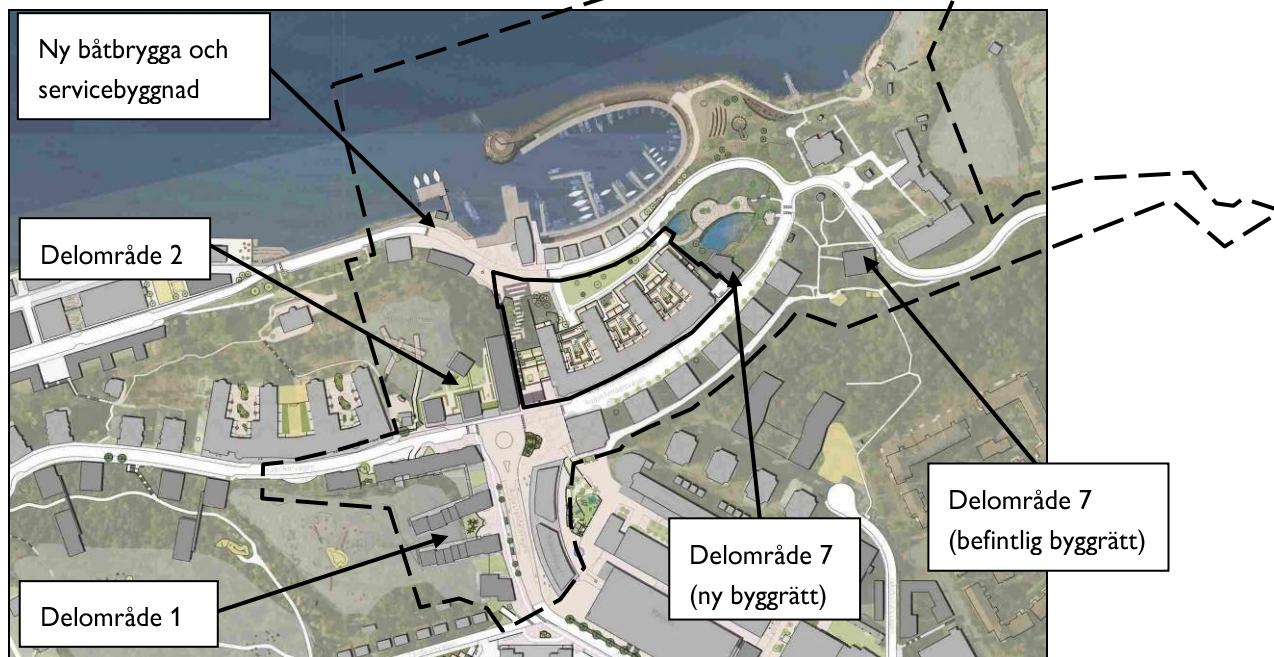 Ny båtbrygga och
servicebyggnad
Delområde 2
Delområde 1
Delområde 7
(ny byggrätt)
Delområde 7
(befintlig byggrätt)